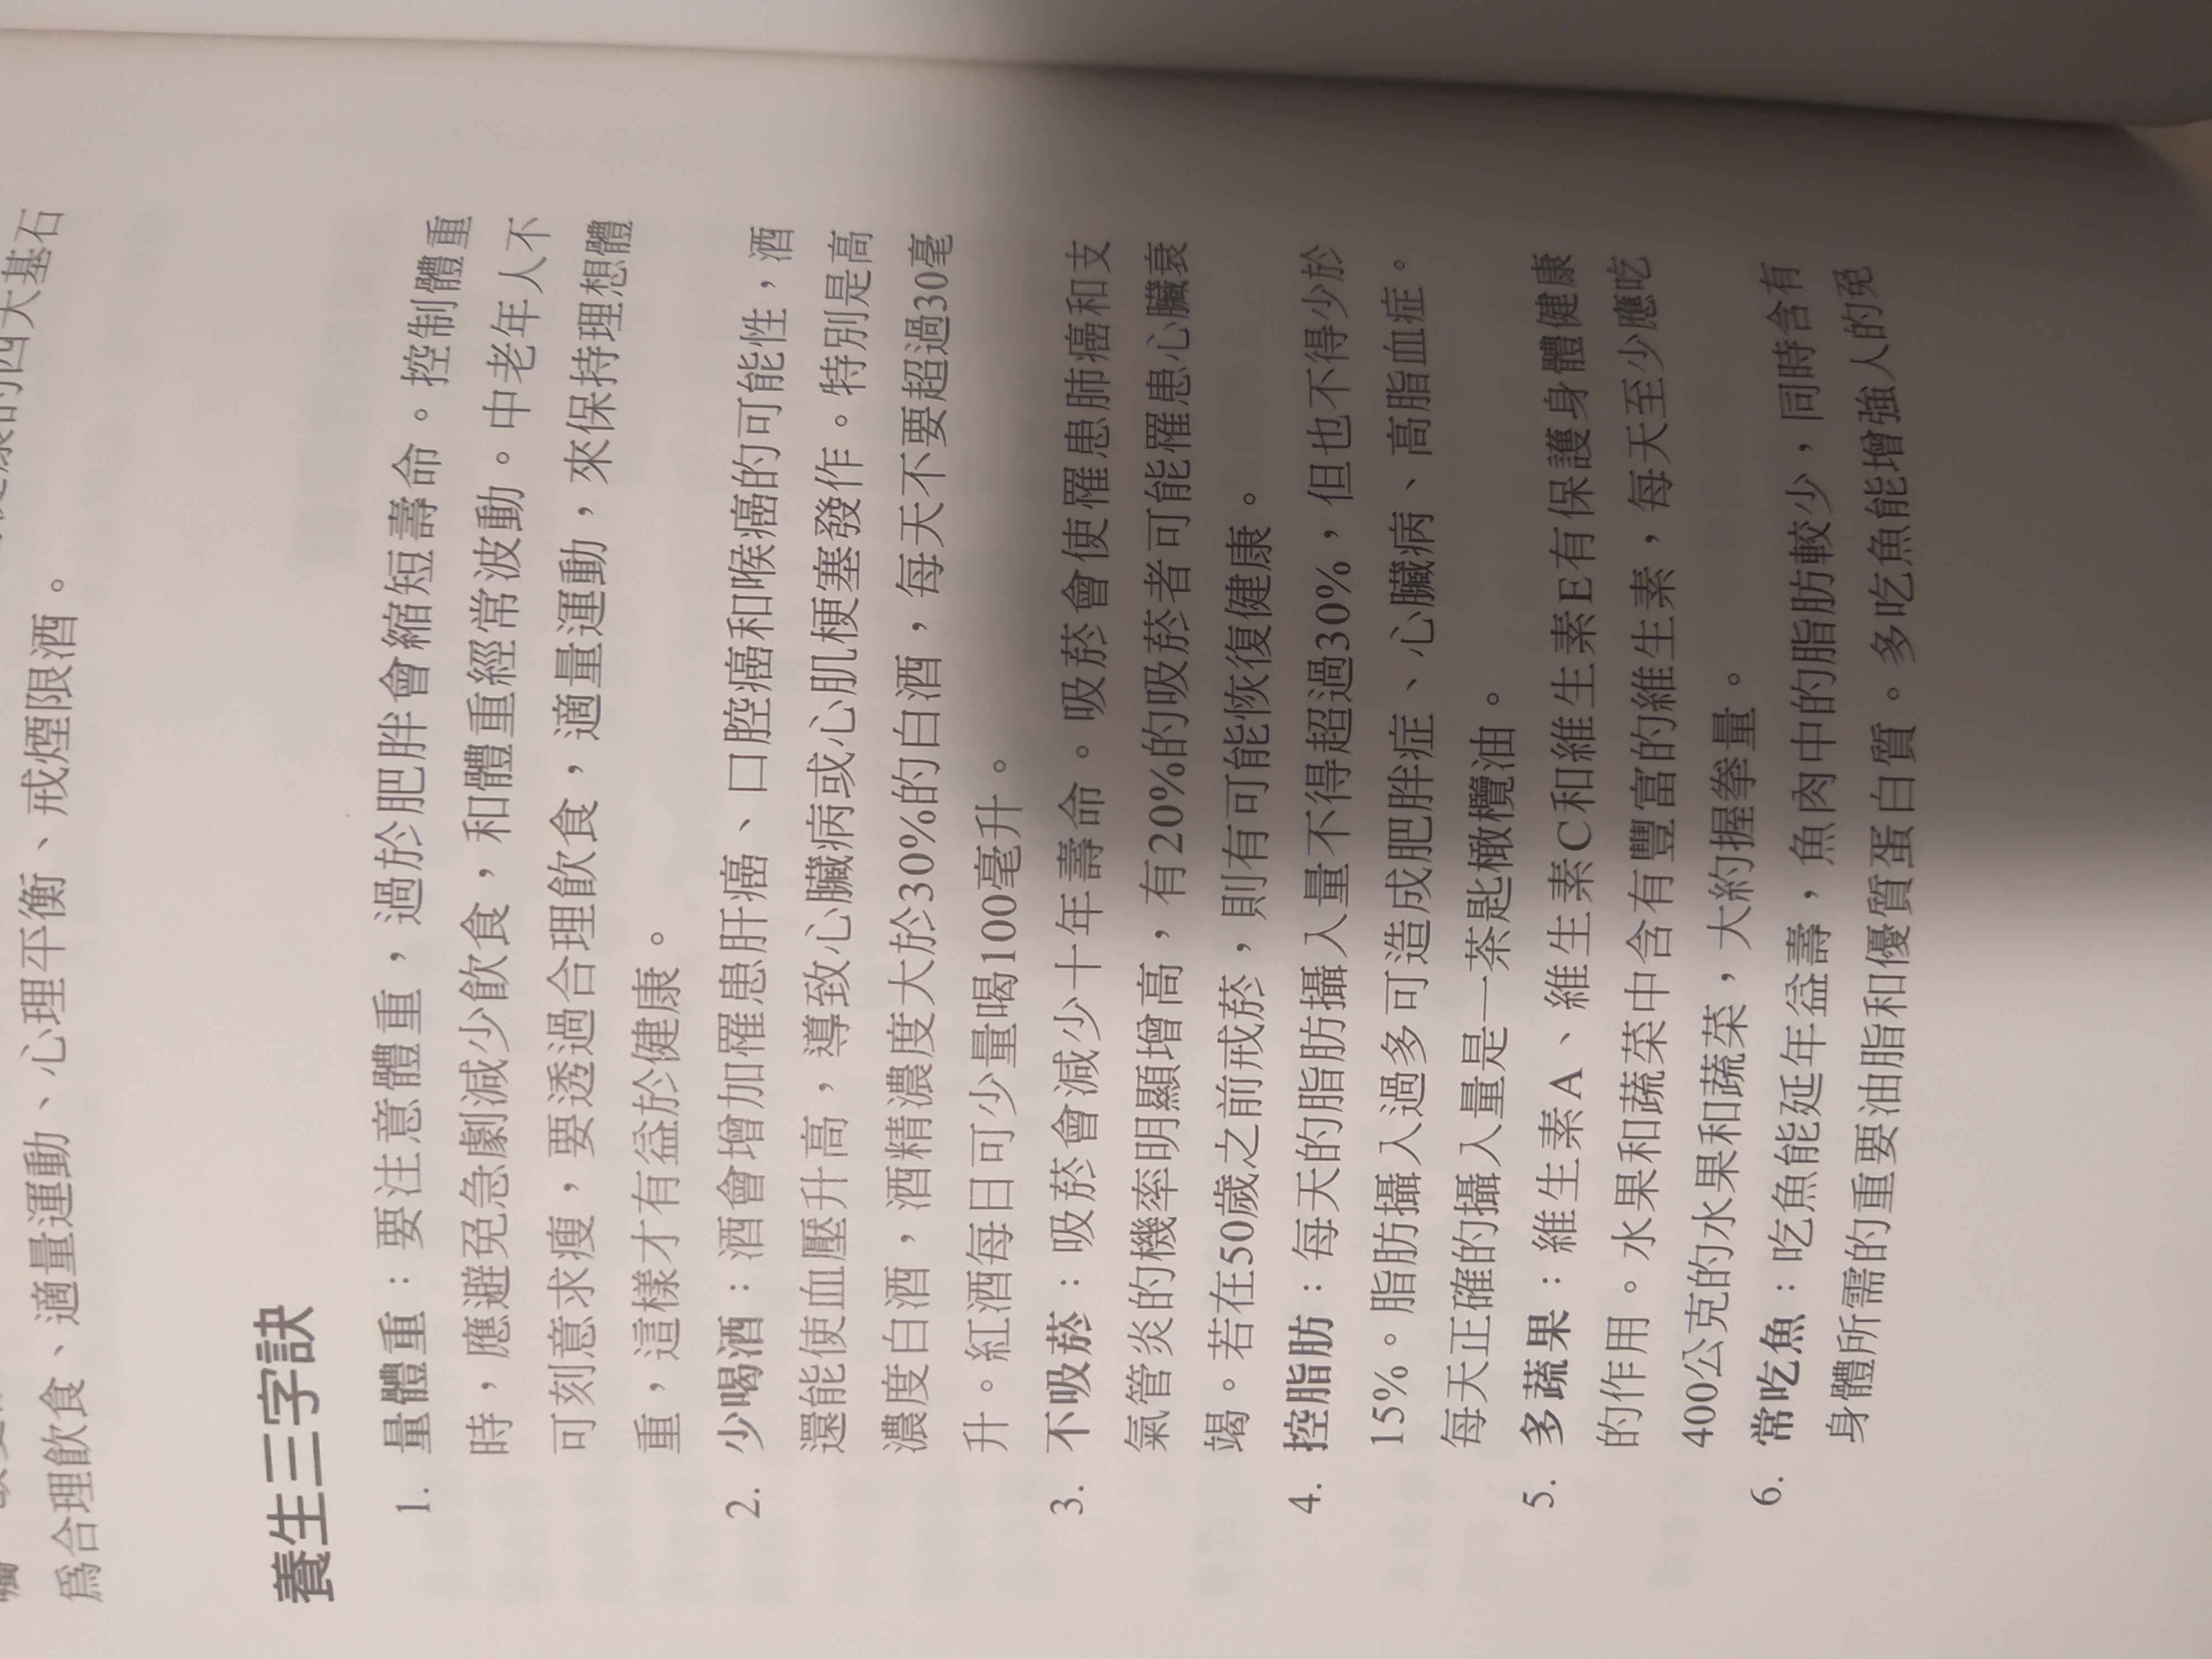 健康的四大基石
爲合理飲食、適量運動、心理平衡、戒煙限酒。
養生三字訣
1. 量體重：要注意體重，過於肥胖會縮短壽命。控制體重
時，應避免急劇減少飲食，和體重經常波動。中老年人不
可刻意求瘦，要透過合理飲食，適量運動，來保持理想體
重，這樣才有益於健康。
2. 少喝酒：酒會增加罹患肝癌、口腔癌和喉癌的可能性，酒
還能使血壓升高，導致心臟病或心肌梗塞發作。特別是高
濃度白酒，酒精濃度大於30%的白酒，每天不要超過30毫
升。紅酒每日可少量喝100毫升。
3. 不吸菸：吸菸會減少十年壽命。吸菸會使罹患肺癌和支
氣管炎的機率明顯增高，有20%的吸菸者可能罹患心臟衰
竭。若在50歲之前戒菸，則有可能恢復健康。
4. 控脂肪：每天的脂肪攝入量不得超過30%，但也不得少於
15%。脂肪攝入過多可造成肥胖症、心臟病、高脂血症。
每天正確的攝入量是一茶匙橄欖油。
5. 多蔬果：維生素A、維生素C和維生素E有保護身體健康
的作用。水果和蔬菜中含有豐富的維生素，每天至少應吃
400公克的水果和蔬菜，大約握拳量。
6. 常吃魚：吃魚能延年益壽，魚肉中的脂肪較少，同時含有
身體所需的重要油脂和優質蛋白質。多吃魚能增強人的免